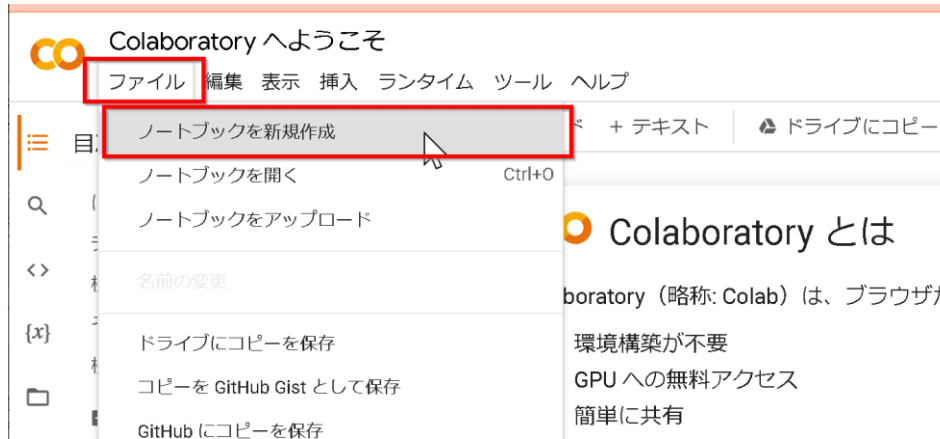 Colaboratory へようこそ
ファイル 編集 表示 挿入 ランタイム ツール ヘルプ
ノートブックを新規作成
+ テキスト ドライブにコピー
ノートブックを開く Ctrl+O
ノートブックをアップロード
名前の変更
ドライブにコピーを保存
コピーを GitHub Gist として保存
GitHub にコピーを保存
目
<>
{x}
Colaboratory とは
boratory（略称: Colab）は、ブラウザ
環境構築が不要
GPU への無料アクセス
簡単に共有